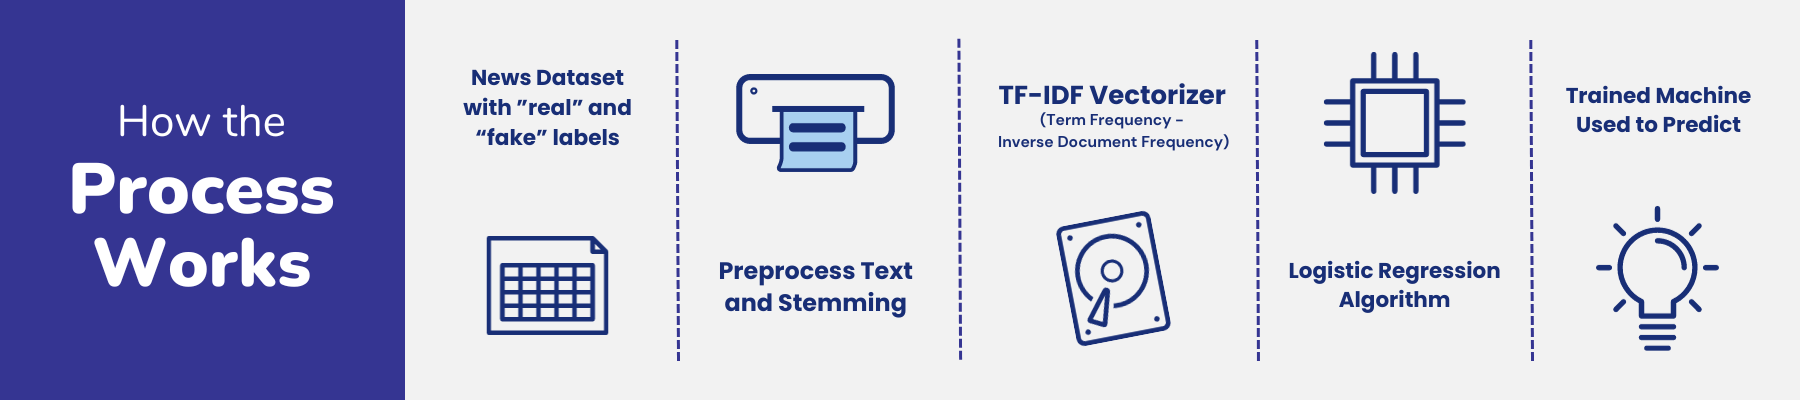 How the
Process
Works
News Dataset
with ”real” and
“fake” labels
Preprocess Text
and Stemming
TF-IDF Vectorizer
(Term Frequency -
Inverse Document Frequency)
Logistic Regression
Algorithm
Trained Machine
Used to Predict